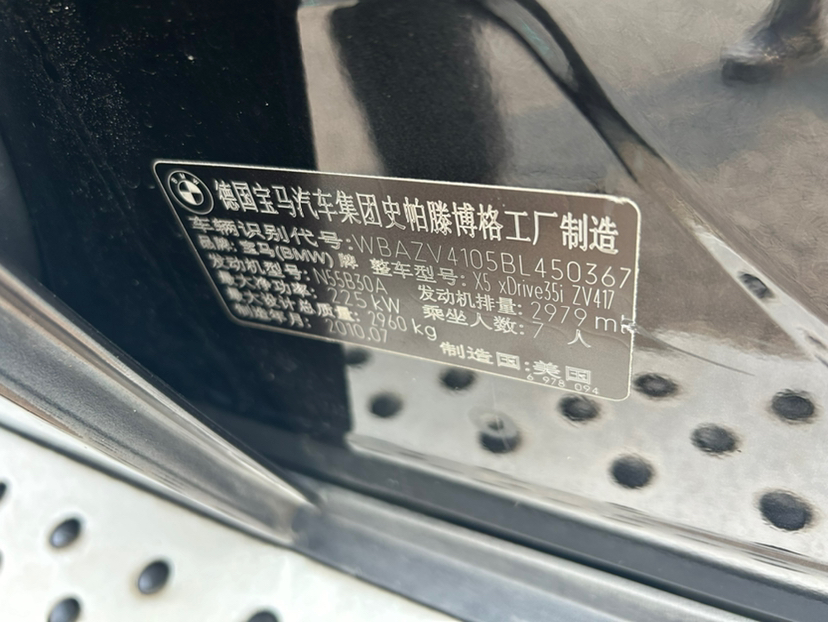 德国宝马汽车集团史帕滕博格工厂制造
车辆识别代号:WBAZV4105BL450367
品牌:宝马(BMW)牌 整车型号:X5 xDrive35i ZV417
发动机型号:N55B30A 发动机排量:2979 ml
最大净功率:225 kW 乘坐人数:7 人
最大设计总质量:2960 kg
制造年月:2010.07 制造国:美国
6 978 094